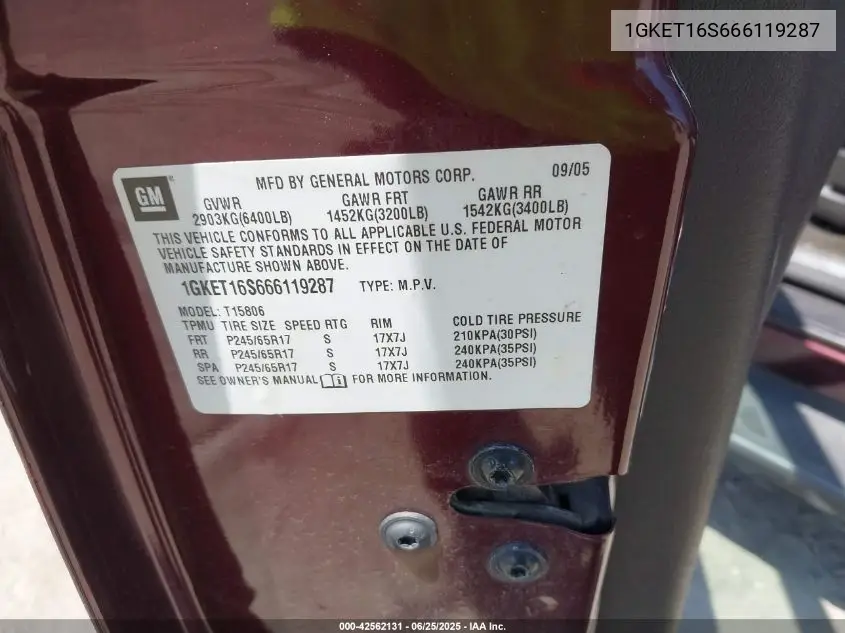 1GKET16S666119287
GM
MFD BY GENERAL MOTORS CORP. 09/05
GVWR GAWR FRT GAWR RR
2903KG(6400LB) 1452KG(3200LB) 1542KG(3400LB)
THIS VEHICLE CONFORMS TO ALL APPLICABLE U.S. FEDERAL MOTOR
VEHICLE SAFETY STANDARDS IN EFFECT ON THE DATE OF
MANUFACTURE SHOWN ABOVE.
1GKET16S666119287 TYPE: M.P.V.
MODEL: T15806
TPMU TIRE SIZE SPEED RTG RIM COLD TIRE PRESSURE
FRT P245/65R17 S 17X7J 210KPA(30PSI)
RR P245/65R17 S 17X7J 240KPA(35PSI)
SPA P245/65R17 S 17X7J 240KPA(35PSI)
SEE OWNER'S MANUAL FOR MORE INFORMATION.
000-42562131 - 06/25/2025 - IAA Inc.